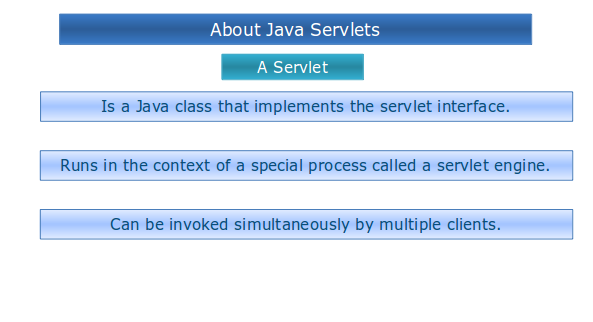 About Java Servlets
A Servlet
Is a Java class that implements the servlet interface.
Runs in the context of a special process called a servlet engine.
Can be invoked simultaneously by multiple clients.